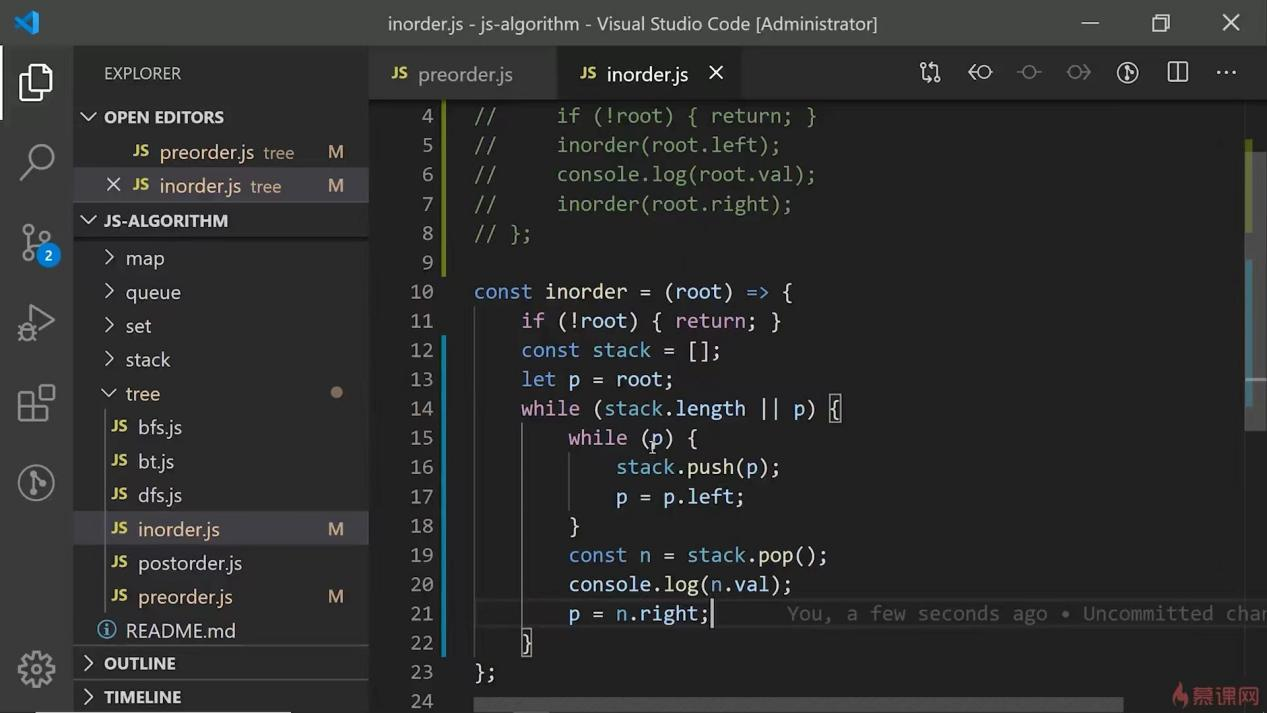 inorder.js - js-algorithm - Visual Studio Code [Administrator]
EXPLORER
OPEN EDITORS
JS preorder.js tree M
JS inorder.js tree M
JS-ALGORITHM
map
queue
set
stack
tree
JS bfs.js
JS bt.js
JS dfs.js
JS inorder.js M
JS postorder.js
JS preorder.js M
README.md
OUTLINE
TIMELINE
2
JS preorder.js
JS inorder.js
4 //     if (!root) { return; }
5 //     inorder(root.left);
6 //     console.log(root.val);
7 //     inorder(root.right);
8 // };
9
10 const inorder = (root) => {
11     if (!root) { return; }
12     const stack = [];
13     let p = root;
14     while (stack.length || p) {
15         while (p) {
16             stack.push(p);
17             p = p.left;
18         }
19         const n = stack.pop();
20         console.log(n.val);
21         p = n.right; You, a few seconds ago • Uncommitted char
22     }
23 };
24
慕课网